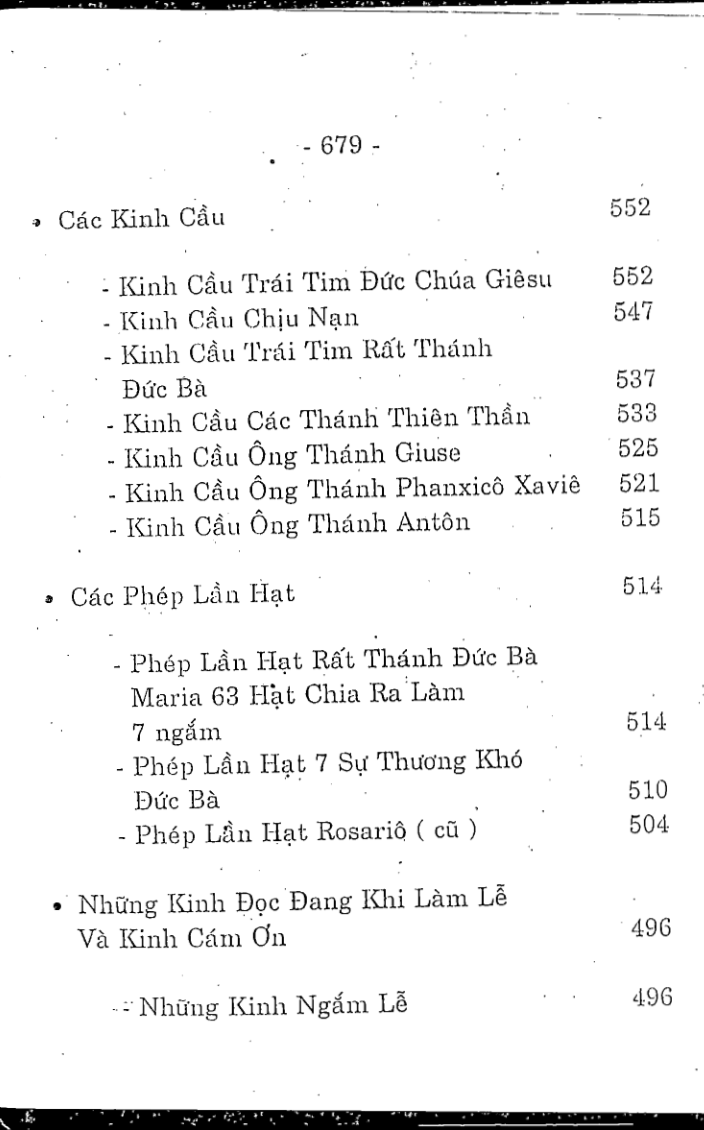 - 679 -
• Các Kinh Cầu 552
- Kinh Cầu Trái Tim Đức Chúa Giêsu 552
- Kinh Cầu Chịu Nạn 547
- Kinh Cầu Trái Tim Rất Thánh
Đức Bà 537
- Kinh Cầu Các Thánh Thiên Thần 533
- Kinh Cầu Ông Thánh Giuse 525
- Kinh Cầu Ông Thánh Phanxicô Xaviê 521
- Kinh Cầu Ông Thánh Antôn 515
• Các Phép Lần Hạt 514
- Phép Lần Hạt Rất Thánh Đức Bà
Maria 63 Hạt Chia Ra Làm
7 ngắm 514
- Phép Lần Hạt 7 Sự Thương Khó
Đức Bà 510
- Phép Lần Hạt Rosariô ( cũ ) 504
• Những Kinh Đọc Đang Khi Làm Lễ
Và Kinh Cám Ơn 496
- Những Kinh Ngắm Lễ 496